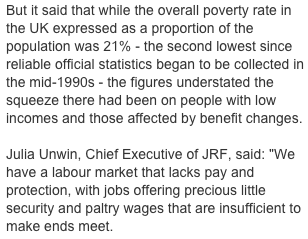 But it said that while the overall poverty rate in
the UK expressed as a proportion of the
population was 21% - the second lowest since
reliable official statistics began to be collected in
the mid-1990s - the figures understated the
squeeze there had been on people with low
incomes and those affected by benefit changes.
Julia Unwin, Chief Executive of JRF, said: "We
have a labour market that lacks pay and
protection, with jobs offering precious little
security and paltry wages that are insufficient to
make ends meet.